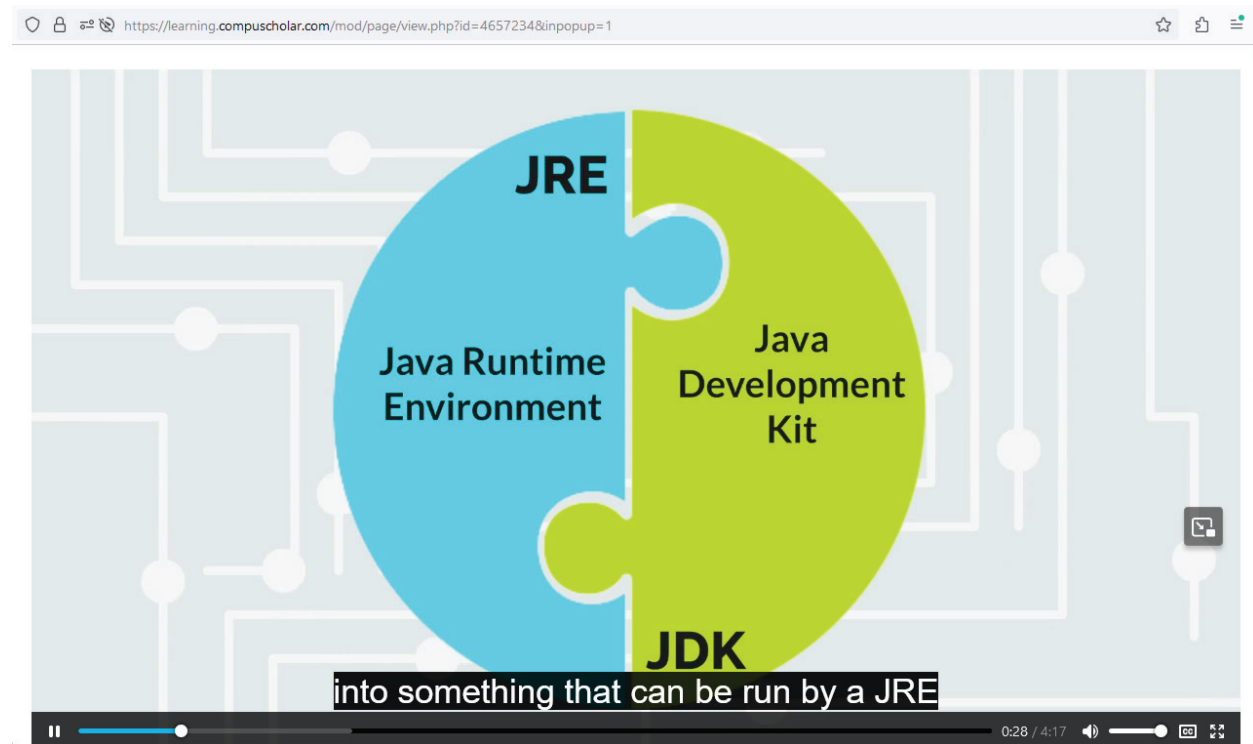 https://learning.compuscholar.com/mod/page/view.php?id=4657234&inpopup=1
JRE
Java Runtime
Environment
Java
Development
Kit
JDK
into something that can be run by a JRE
0:28 / 4:17
CC